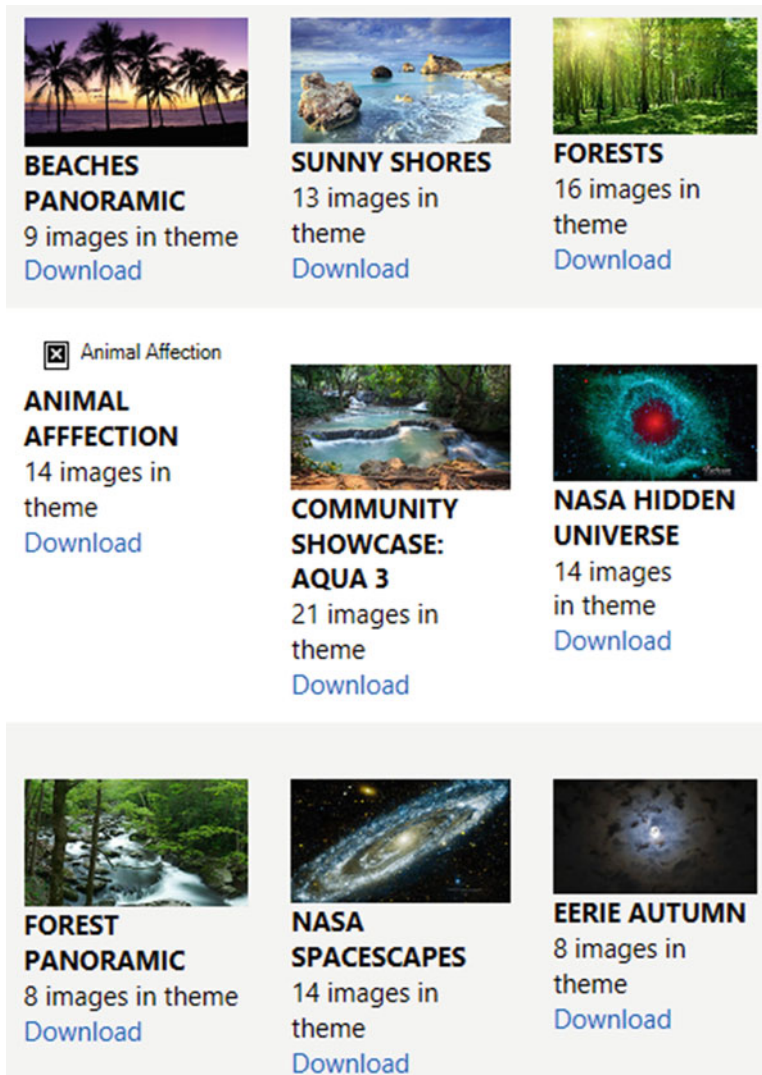 BEACHES
PANORAMIC
9 images in theme
Download
SUNNY SHORES
13 images in
theme
Download
FORESTS
16 images in
theme
Download
Animal Affection
ANIMAL
AFFFECTION
14 images in
theme
Download
COMMUNITY
SHOWCASE:
AQUA 3
21 images in
theme
Download
NASA HIDDEN
UNIVERSE
14 images
in theme
Download
FOREST
PANORAMIC
8 images in theme
Download
NASA
SPACESCAPES
14 images in
theme
Download
EERIE AUTUMN
8 images in
theme
Download